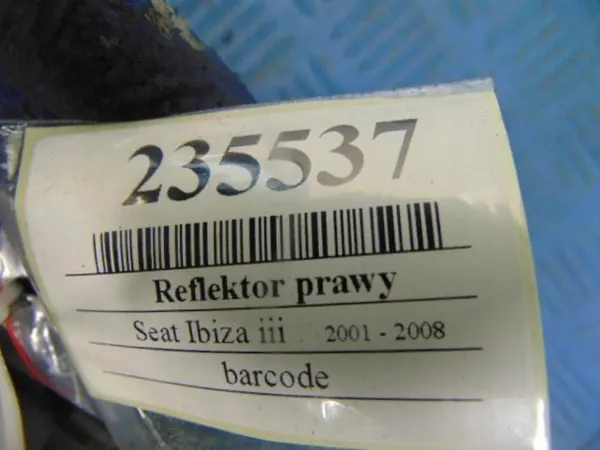 235537
Reflektor prawy
Seat Ibiza iii 2001 - 2008
barcode